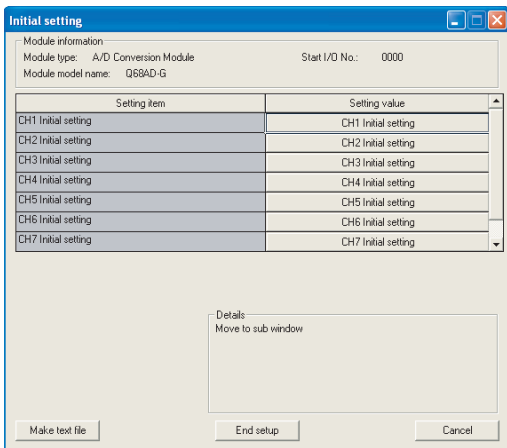 Initial setting
Module information
Module type: A/D Conversion Module Start I/O No.: 0000
Module model name: Q68AD-G
Setting item Setting value
CH1 Initial setting CH1 Initial setting
CH2 Initial setting CH2 Initial setting
CH3 Initial setting CH3 Initial setting
CH4 Initial setting CH4 Initial setting
CH5 Initial setting CH5 Initial setting
CH6 Initial setting CH6 Initial setting
CH7 Initial setting CH7 Initial setting
Details
Move to sub window
Make text file End setup Cancel